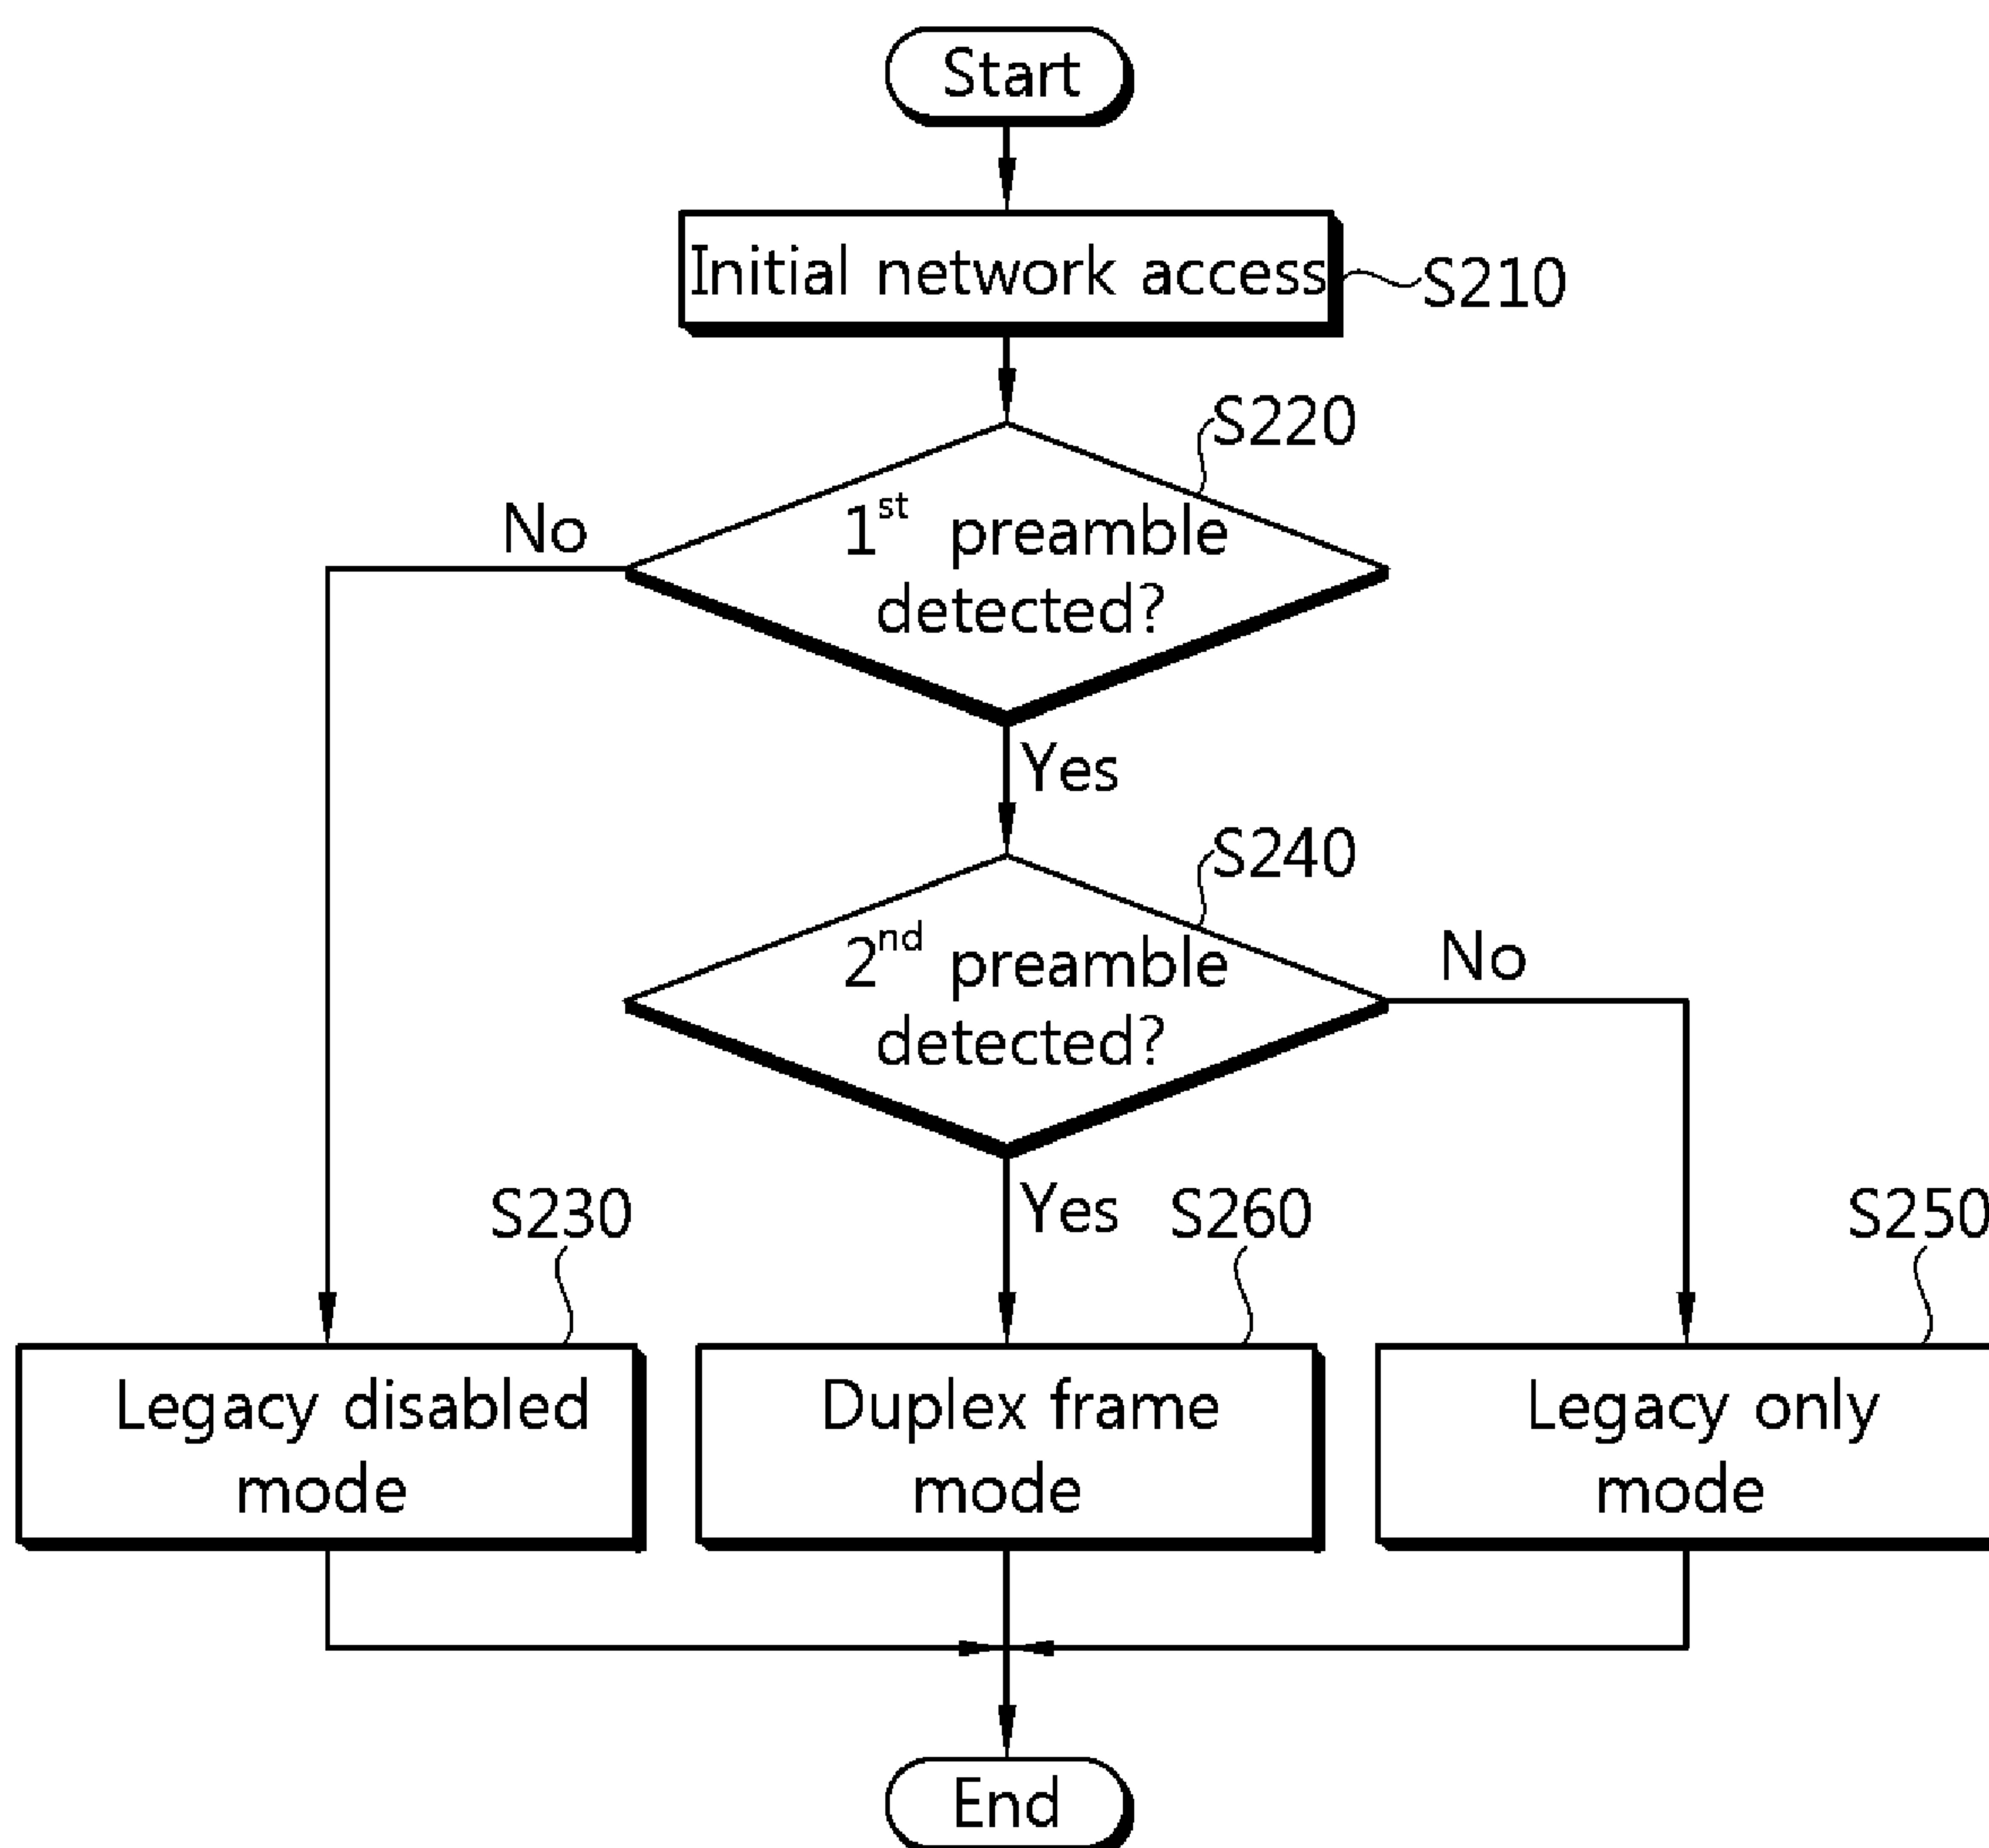 Start
Initial network access
S210
S220
No
1st preamble
detected?
Yes
S240
2nd preamble
detected?
No
Yes
S230
S260
S250
Legacy disabled
mode
Duplex frame
mode
Legacy only
mode
End